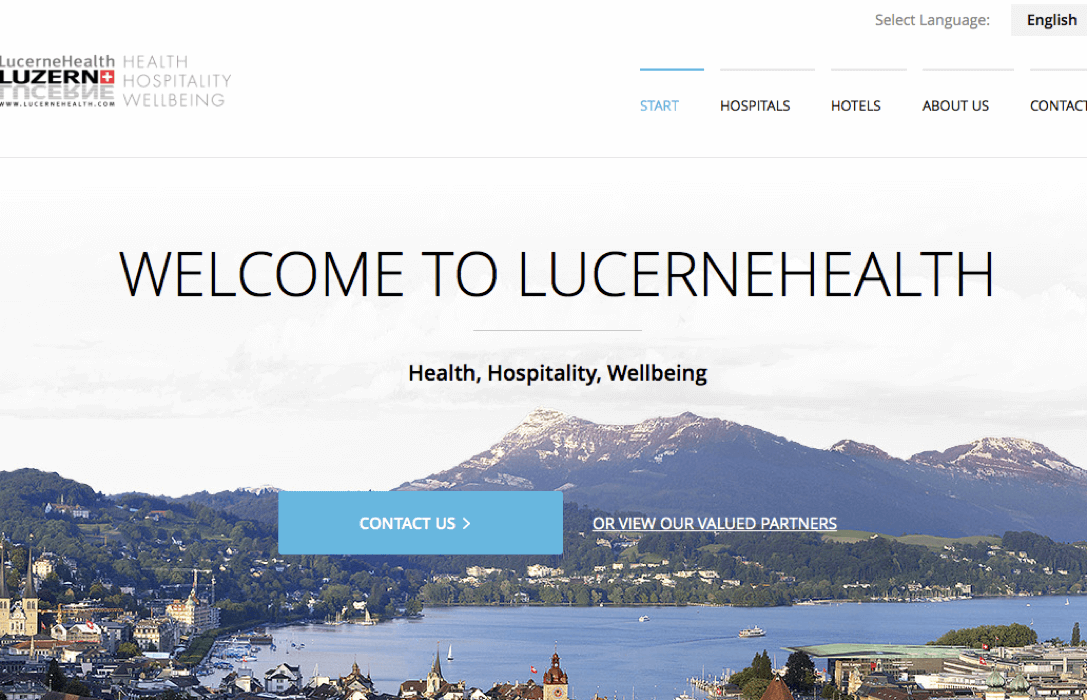 Select Language: English
LucerneHealth
LUZERN
LUCERNE
WWW.LUCERNEHEALTH.COM
HEALTH
HOSPITALITY
WELLBEING
START HOSPITALS HOTELS ABOUT US CONTACT
WELCOME TO LUCERNEHEALTH
Health, Hospitality, Wellbeing
CONTACT US >
OR VIEW OUR VALUED PARTNERS